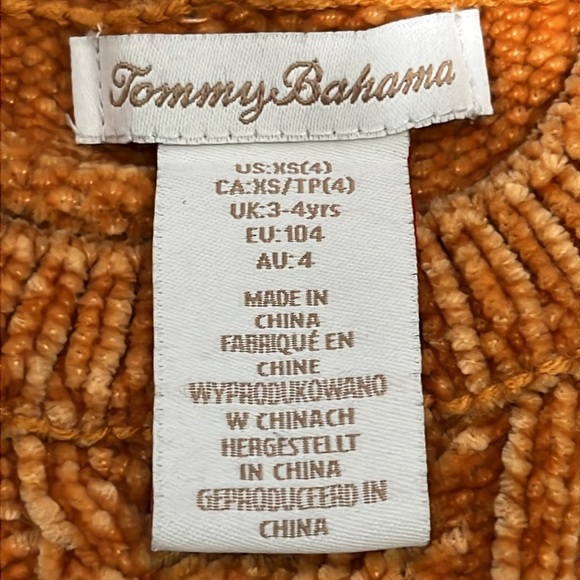 Tommy Bahama
US:XS(4)
CA:XS/TP(4)
UK:3-4yrs
EU:104
AU:4
MADE IN
CHINA
FABRIQUÉ EN
CHINE
WYPRODUKOWANO
W CHINACH
HERGESTELLT
IN CHINA
GEPRODUCEERD IN
CHINA